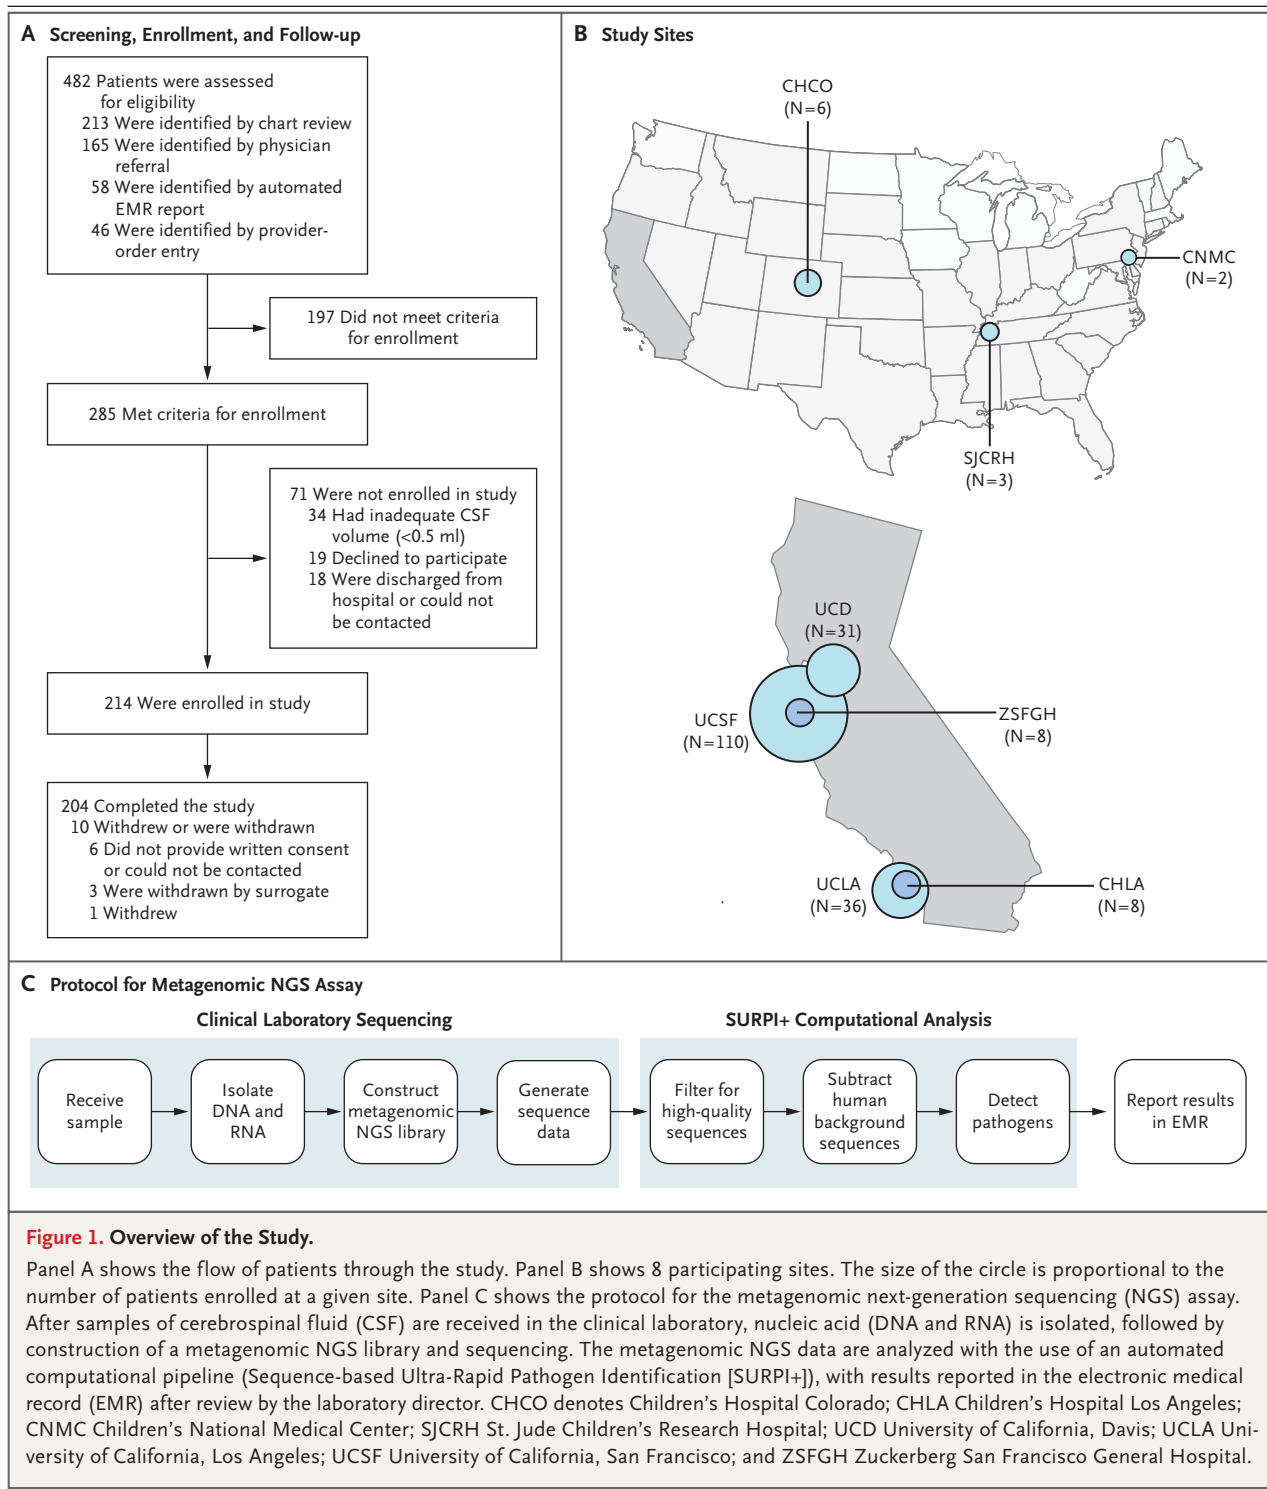 A Screening, Enrollment, and Follow-up
482 Patients were assessed
for eligibility
213 Were identified by chart review
165 Were identified by physician
referral
58 Were identified by automated
EMR report
46 Were identified by provider-
order entry
197 Did not meet criteria
for enrollment
285 Met criteria for enrollment
71 Were not enrolled in study
34 Had inadequate CSF
volume (<0.5 ml)
19 Declined to participate
18 Were discharged from
hospital or could not
be contacted
214 Were enrolled in study
204 Completed the study
10 Withdrew or were withdrawn
6 Did not provide written consent
or could not be contacted
3 Were withdrawn by surrogate
1 Withdrew
B Study Sites
CHCO
(N=6)
CNMC
(N=2)
SJCRH
(N=3)
UCD
(N=31)
UCSF
(N=110)
ZSFGH
(N=8)
UCLA
(N=36)
CHLA
(N=8)
C Protocol for Metagenomic NGS Assay
Clinical Laboratory Sequencing
SURPI+ Computational Analysis
Receive
sample
Isolate
DNA and
RNA
Construct
metagenomic
NGS library
Generate
sequence
data
Filter for
high-quality
sequences
Subtract
human
background
sequences
Detect
pathogens
Report results
in EMR
Figure 1. Overview of the Study.
Panel A shows the flow of patients through the study. Panel B shows 8 participating sites. The size of the circle is proportional to the
number of patients enrolled at a given site. Panel C shows the protocol for the metagenomic next-generation sequencing (NGS) assay.
After samples of cerebrospinal fluid (CSF) are received in the clinical laboratory, nucleic acid (DNA and RNA) is isolated, followed by
construction of a metagenomic NGS library and sequencing. The metagenomic NGS data are analyzed with the use of an automated
computational pipeline (Sequence-based Ultra-Rapid Pathogen Identification [SURPI+]), with results reported in the electronic medical
record (EMR) after review by the laboratory director. CHCO denotes Children's Hospital Colorado; CHLA Children's Hospital Los Angeles;
CNMC Children's National Medical Center; SJCRH St. Jude Children's Research Hospital; UCD University of California, Davis; UCLA Uni-
versity of California, Los Angeles; UCSF University of California, San Francisco; and ZSFGH Zuckerberg San Francisco General Hospital.